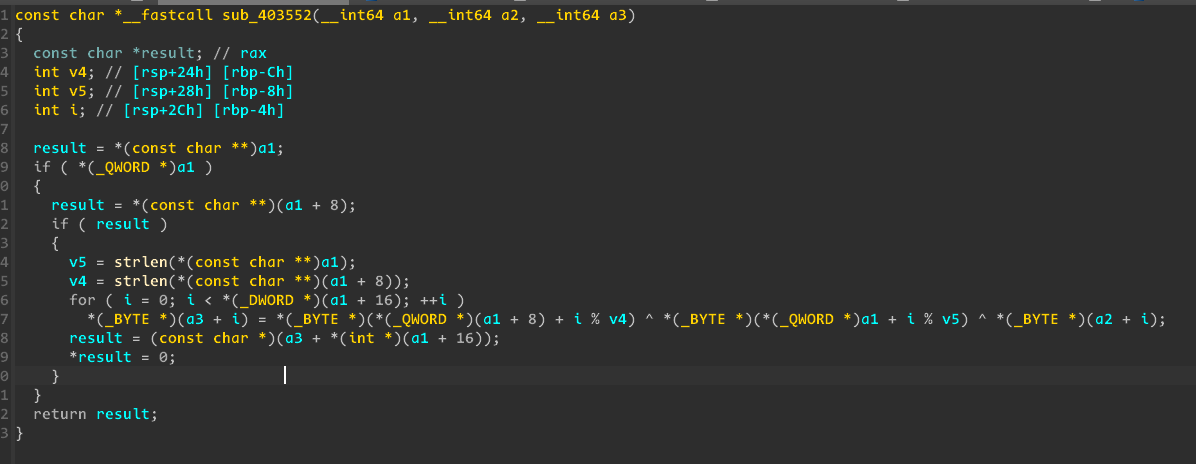 1 const char *__fastcall sub_403552(__int64 a1, __int64 a2, __int64 a3)
2 {
3   const char *result; // rax
4   int v4; // [rsp+24h] [rbp-Ch]
5   int v5; // [rsp+28h] [rbp-8h]
6   int i; // [rsp+2Ch] [rbp-4h]
7
8   result = *(const char **)a1;
9   if ( *(_QWORD *)a1 )
0   {
1     result = *(const char **)(a1 + 8);
2     if ( result )
3     {
4       v5 = strlen(*(const char **)a1);
5       v4 = strlen(*(const char **)(a1 + 8));
6       for ( i = 0; i < *(_DWORD *)(a1 + 16); ++i )
7         *(_BYTE *)(a3 + i) = *(_BYTE *)(*(_QWORD *)(a1 + 8) + i % v4) ^ *(_BYTE *)(*(_QWORD *)a1 + i % v5) ^ *(_BYTE *)(a2 + i);
8       result = (const char *)(a3 + *(int *)(a1 + 16));
9       *result = 0;
0     }
1   }
2   return result;
3 }